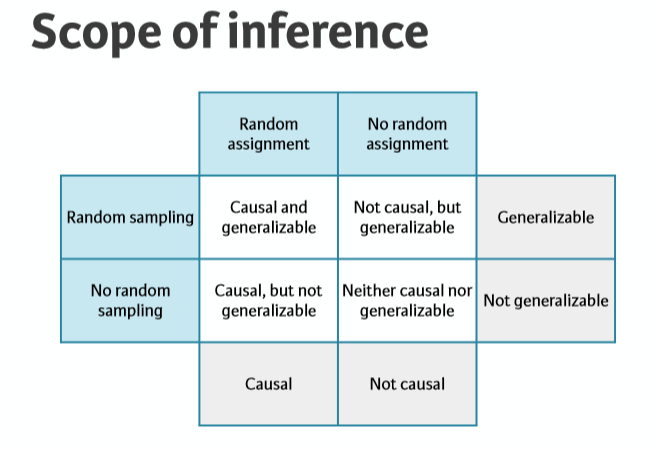 Scope of inference
Random
assignment
No random
assignment
Random sampling
Causal and
generalizable
Not causal, but
generalizable
Generalizable
No random
sampling
Causal, but not
generalizable
Neither causal nor
generalizable
Not generalizable
Causal
Not causal